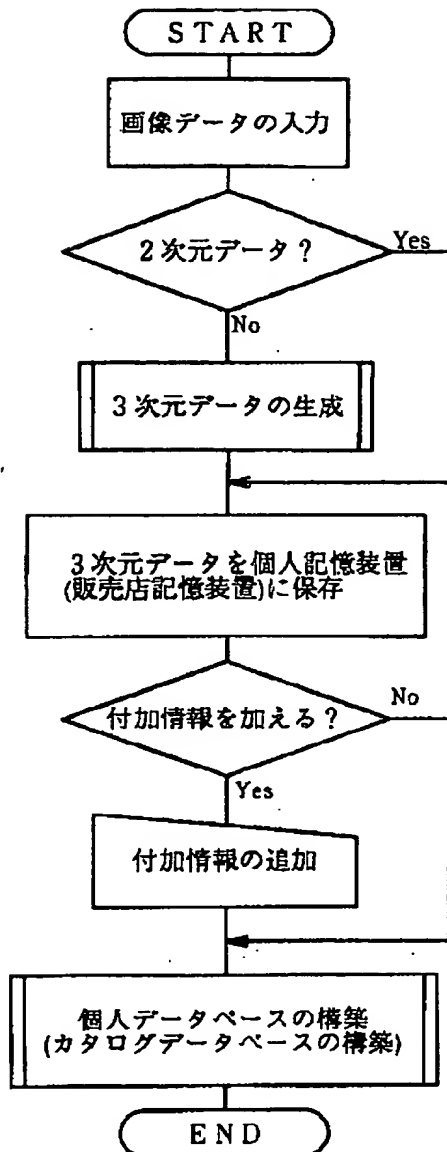 START
画像データの入力
2次元データ?
Yes
No
3次元データの生成
3次元データを個人記憶装置
(販売店記憶装置)に保存
付加情報を加える?
No
Yes
付加情報の追加
個人データベースの構築
(カタログデータベースの構築)
END